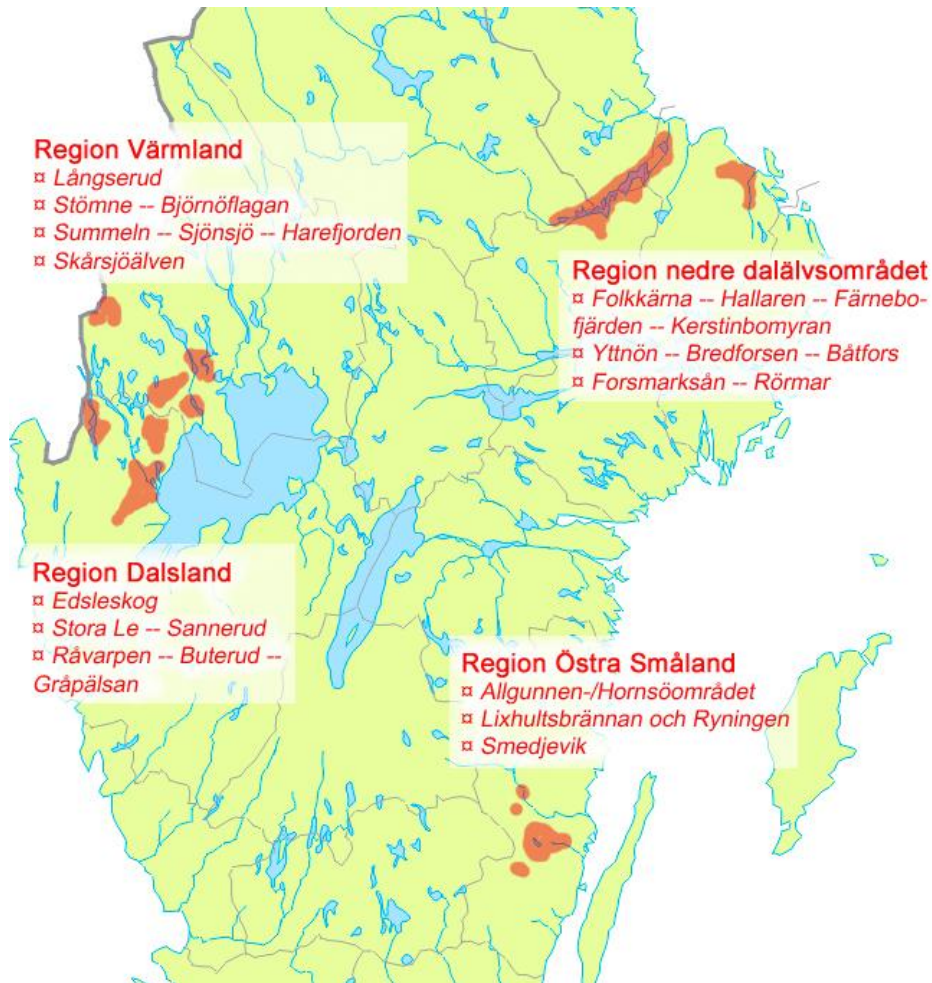 Region Värmland
¤ Långserud
¤ Stömne -- Björnöflagan
¤ Summeln -- Sjönsjö -- Harefjorden
¤ Skårsjöälven
Region nedre dalälvsområdet
¤ Folkkärna -- Hallaren -- Färnebo-
fjärden -- Kerstinbomyran
¤ Yttnön -- Bredforsen -- Båtfors
¤ Forsmarksån -- Rörmar
Region Dalsland
¤ Edsleskog
¤ Stora Le -- Sannerud
¤ Råvarpen -- Buterud --
Gråpälsan
Region Östra Småland
¤ Allgunnen-/Hornsöområdet
¤ Lixhultsbrännan och Ryningen
¤ Smedjevik